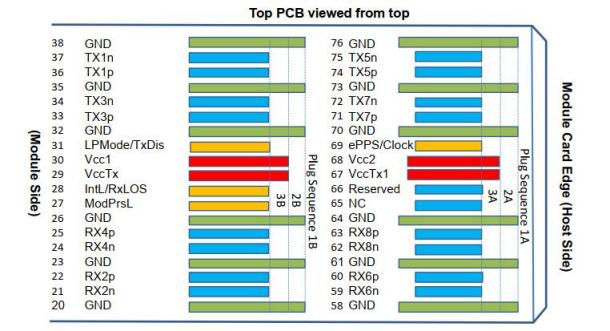 Top PCB viewed from top
38 GND 76 GND
37 TX1n 75 TX5n
36 TX1p 74 TX5p
35 GND 73 GND
34 TX3n 72 TX7n
33 TX3p 71 TX7p
32 GND 70 GND
31 LPMode/TxDis 69 ePPS/Clock
30 Vcc1 68 Vcc2
29 VccTx 67 VccTx1
28 IntL/RxLOS 66 Reserved
27 ModPrsL 65 NC
26 GND 64 GND
25 RX4p 63 RX8p
24 RX4n 62 RX8n
23 GND 61 GND
22 RX2p 60 RX6p
21 RX2n 59 RX6n
20 GND 58 GND
(Module Side)
3B
2B
Plug Sequence 1B
3A
2A
Plug Sequence 1A
Module Card Edge (Host Side)